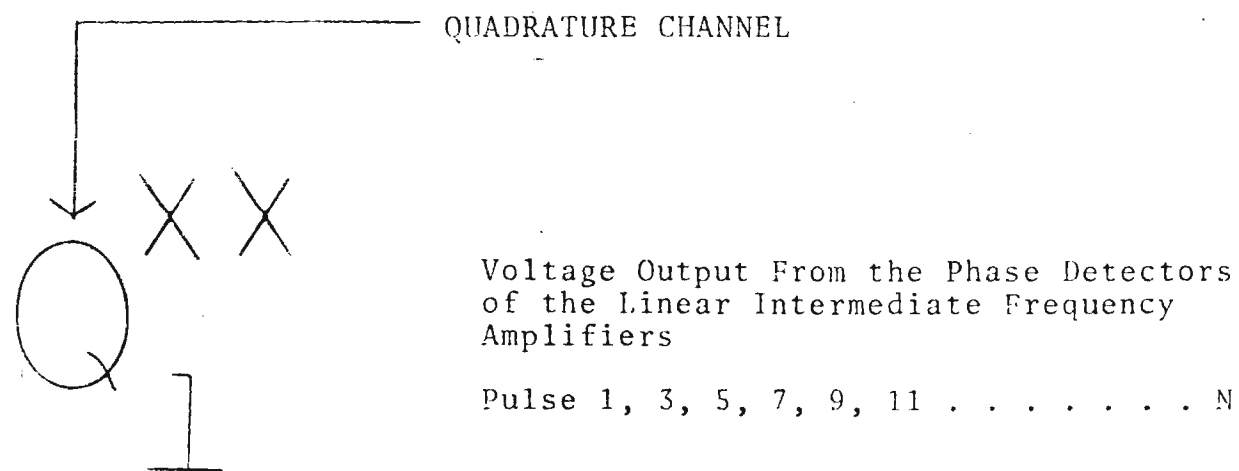 QUADRATURE CHANNEL
X X
Q
1
Voltage Output From the Phase Detectors
of the Linear Intermediate Frequency
Amplifiers
Pulse 1, 3, 5, 7, 9, 11 . . . . . . . N